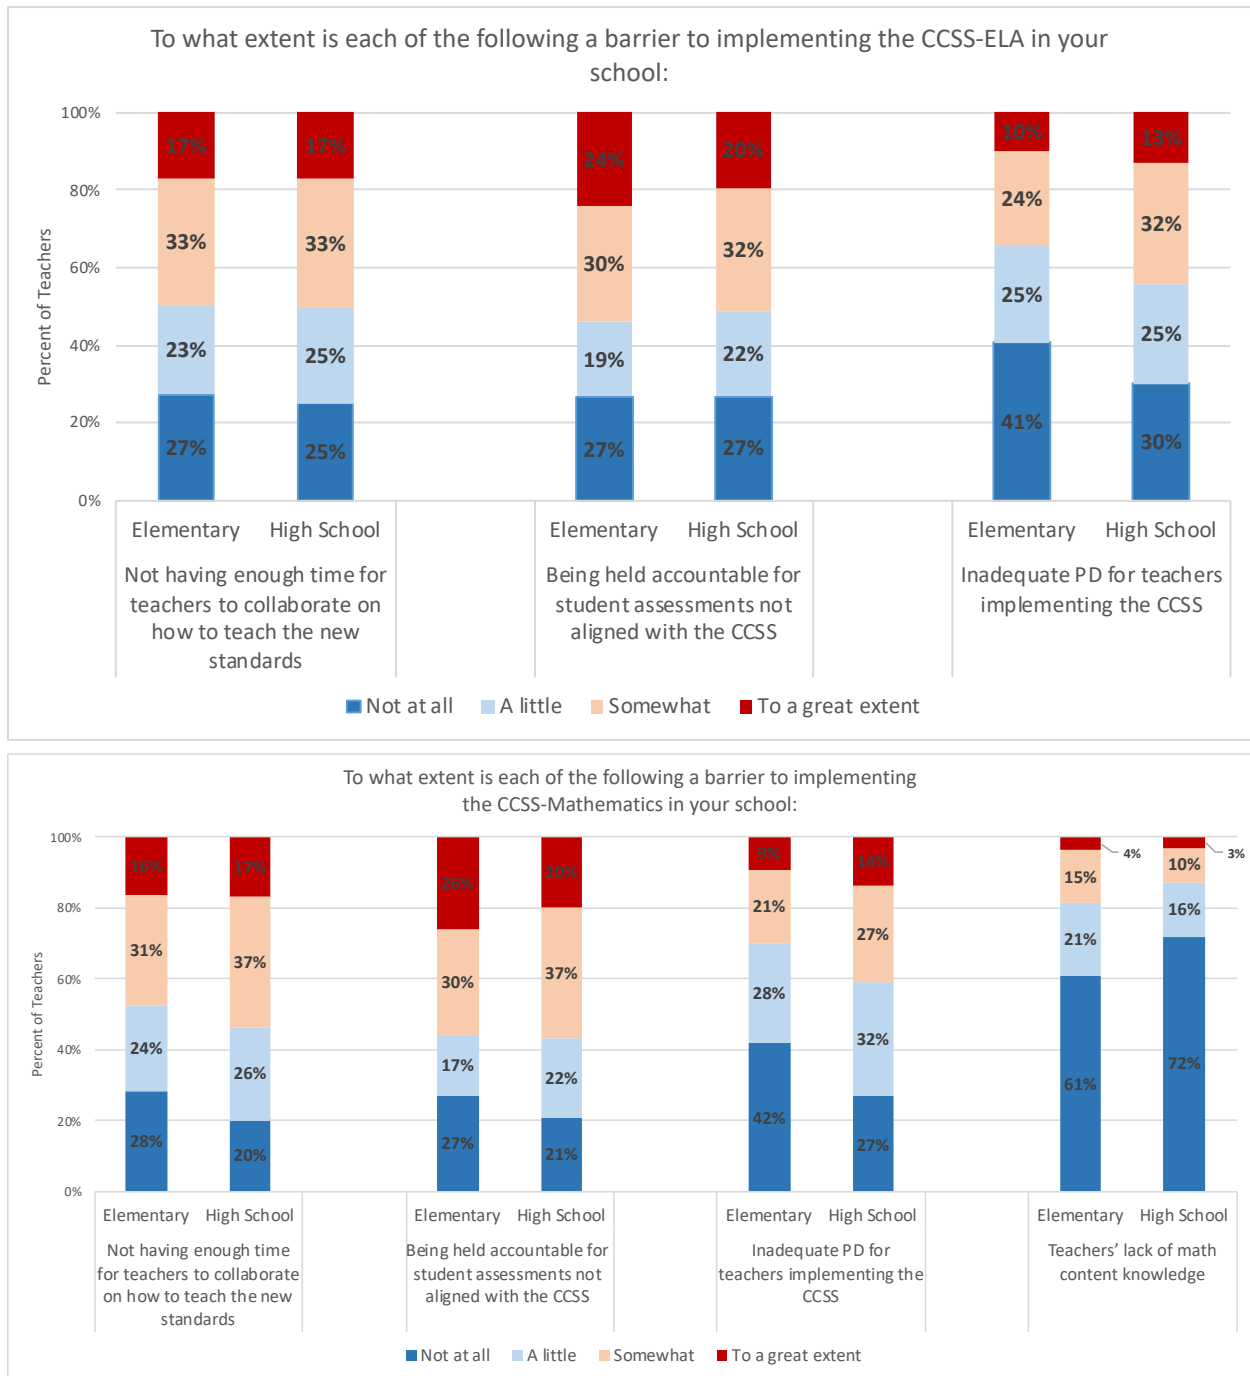 To what extent is each of the following a barrier to implementing the CCSS-ELA in your
school:
100%
80%
60%
40%
20%
0%
Percent of Teachers
17% 17% 24% 20% 10% 13%
33% 33% 30% 32% 24% 32%
23% 25% 19% 22% 25% 25%
27% 25% 27% 27% 41% 30%
Elementary High School Elementary High School Elementary High School
Not having enough time for
teachers to collaborate on
how to teach the new
standards
Being held accountable for
student assessments not
aligned with the CCSS
Inadequate PD for teachers
implementing the CCSS
Not at all A little Somewhat To a great extent
To what extent is each of the following a barrier to implementing
the CCSS-Mathematics in your school:
100%
80%
60%
40%
20%
0%
Percent of Teachers
16% 17% 26% 20% 9% 14% 4% 3%
31% 37% 30% 37% 21% 27% 15% 10%
24% 26% 17% 22% 28% 32% 21% 16%
28% 20% 27% 21% 42% 27% 61% 72%
Elementary High School Elementary High School Elementary High School Elementary High School
Not having enough time
for teachers to collaborate
on how to teach the new
standards
Being held accountable for
student assessments not
aligned with the CCSS
Inadequate PD for
teachers implementing the
CCSS
Teachers’ lack of math
content knowledge
Not at all A little Somewhat To a great extent